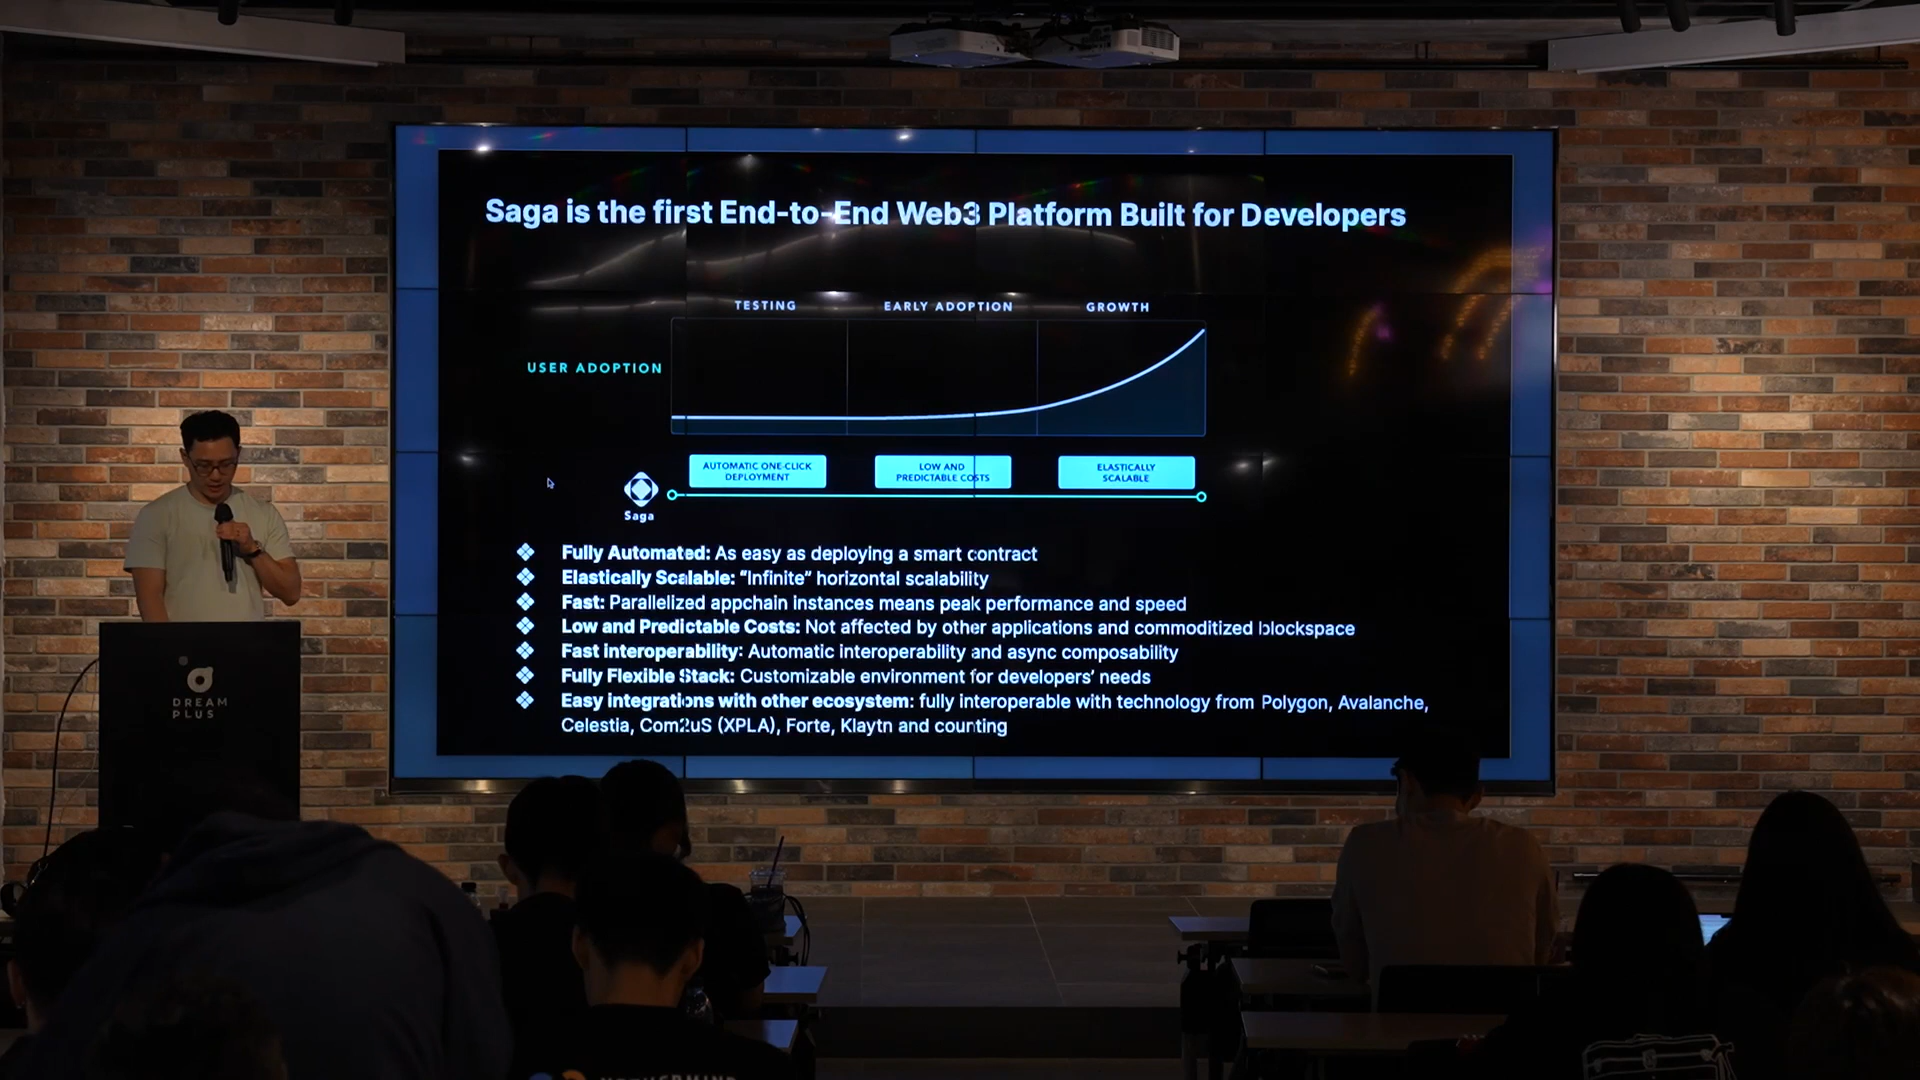 Saga is the first End-to-End Web3 Platform Built for Developers
TESTING
EARLY ADOPTION
GROWTH
USER ADOPTION
AUTOMATIC ONE-CLICK
DEPLOYMENT
LOW AND
PREDICTABLE COSTS
ELASTICALLY
SCALABLE
Saga
❖ Fully Automated: As easy as deploying a smart contract
❖ Elastically Scalable: “Infinite” horizontal scalability
❖ Fast: Parallelized appchain instances means peak performance and speed
❖ Low and Predictable Costs: Not affected by other applications and commoditized blockspace
❖ Fast interoperability: Automatic interoperability and async composability
❖ Fully Flexible Stack: Customizable environment for developers’ needs
❖ Easy integrations with other ecosystem: fully interoperable with technology from Polygon, Avalanche,
Celestia, Com2uS (XPLA), Forte, Klaytn and counting
DREAM
PLUS